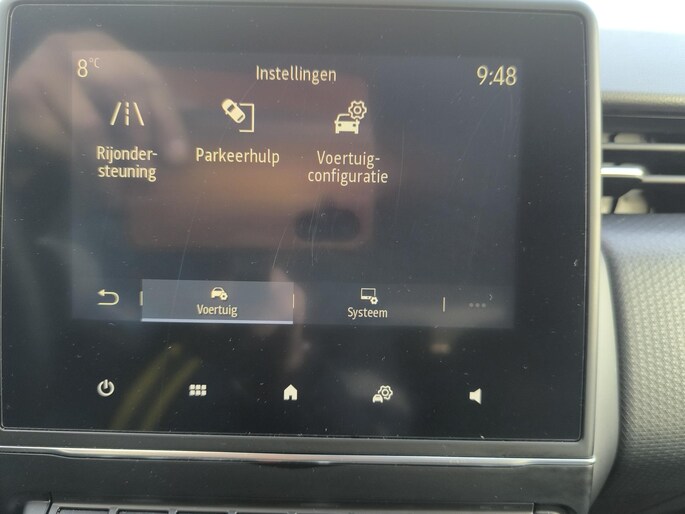 8°C
Instellingen
9:48
Rijonder-
steuning
Parkeerhulp
Voertuig-
configuratie
Voertuig
Systeem